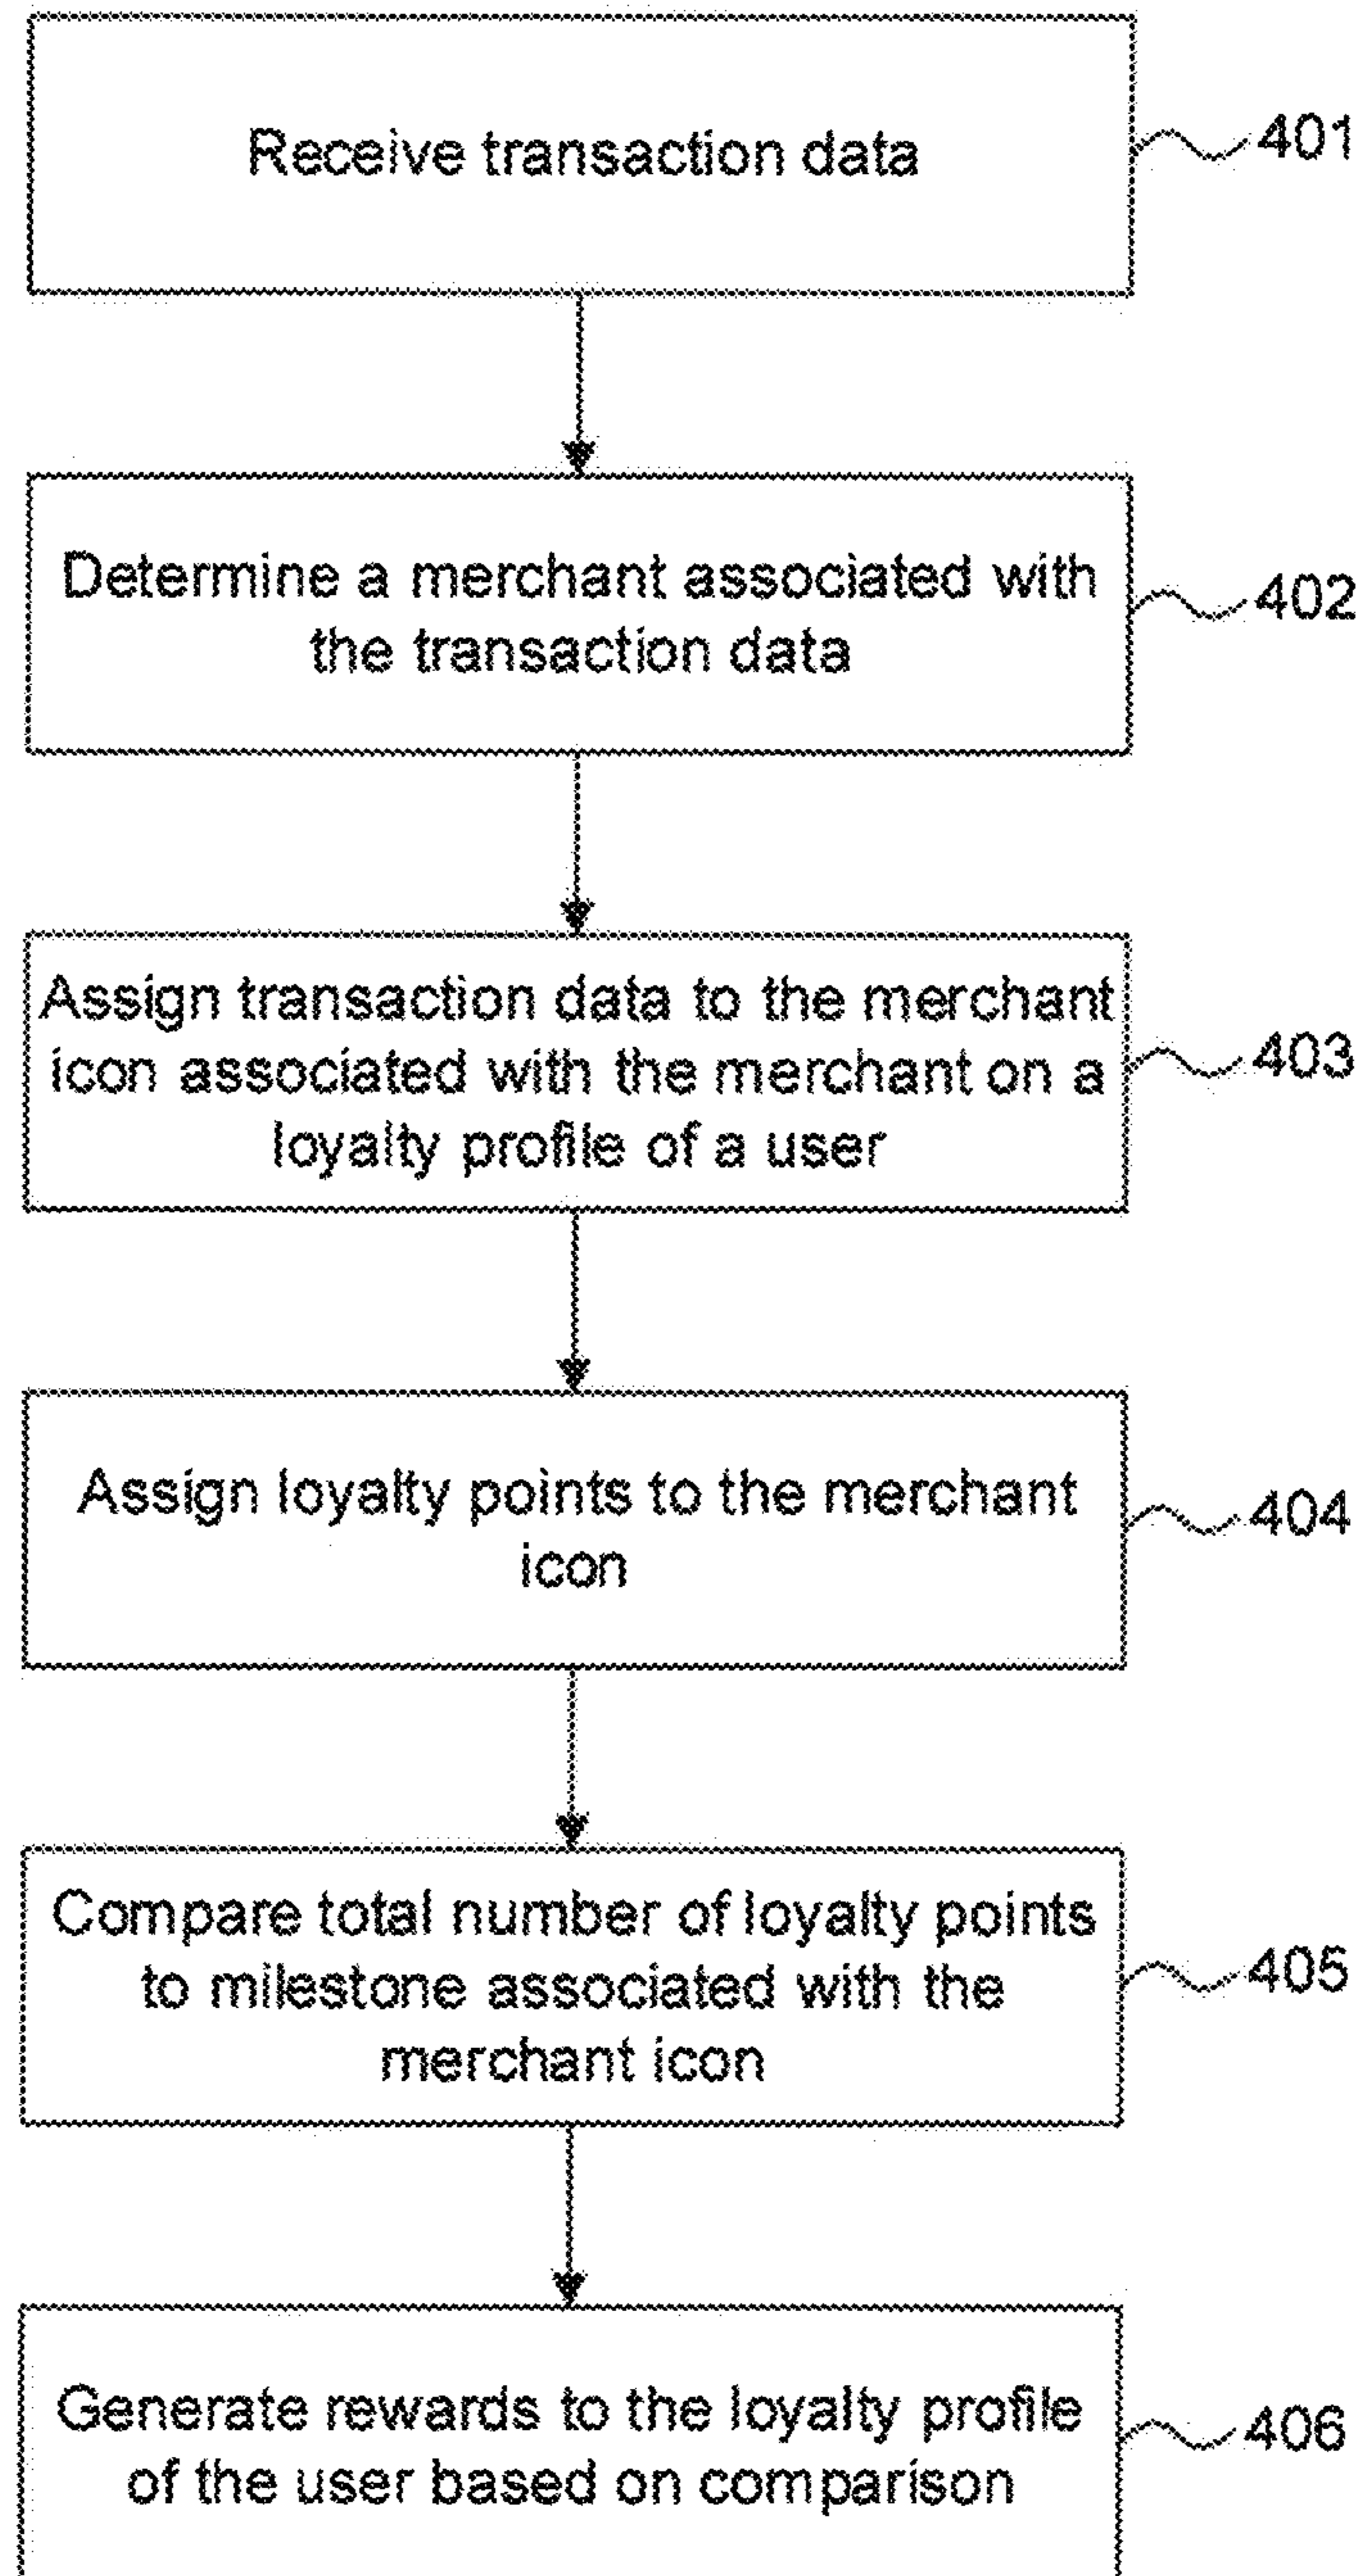 Receive transaction data
401
Determine a merchant associated with
the transaction data
402
Assign transaction data to the merchant
icon associated with the merchant on a
loyalty profile of a user
403
Assign loyalty points to the merchant
icon
404
Compare total number of loyalty points
to milestone associated with the
merchant icon
405
Generate rewards to the loyalty profile
of the user based on comparison
406